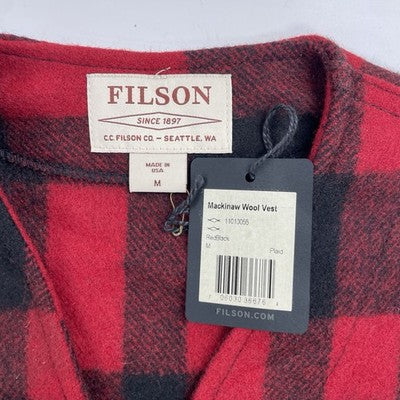 FILSON
SINCE 1897
C.C. FILSON CO. – SEATTLE, WA
MADE IN
USA
M
Mackinaw Wool Vest
11010055
Red/Black
M Plaid
FILSON.COM